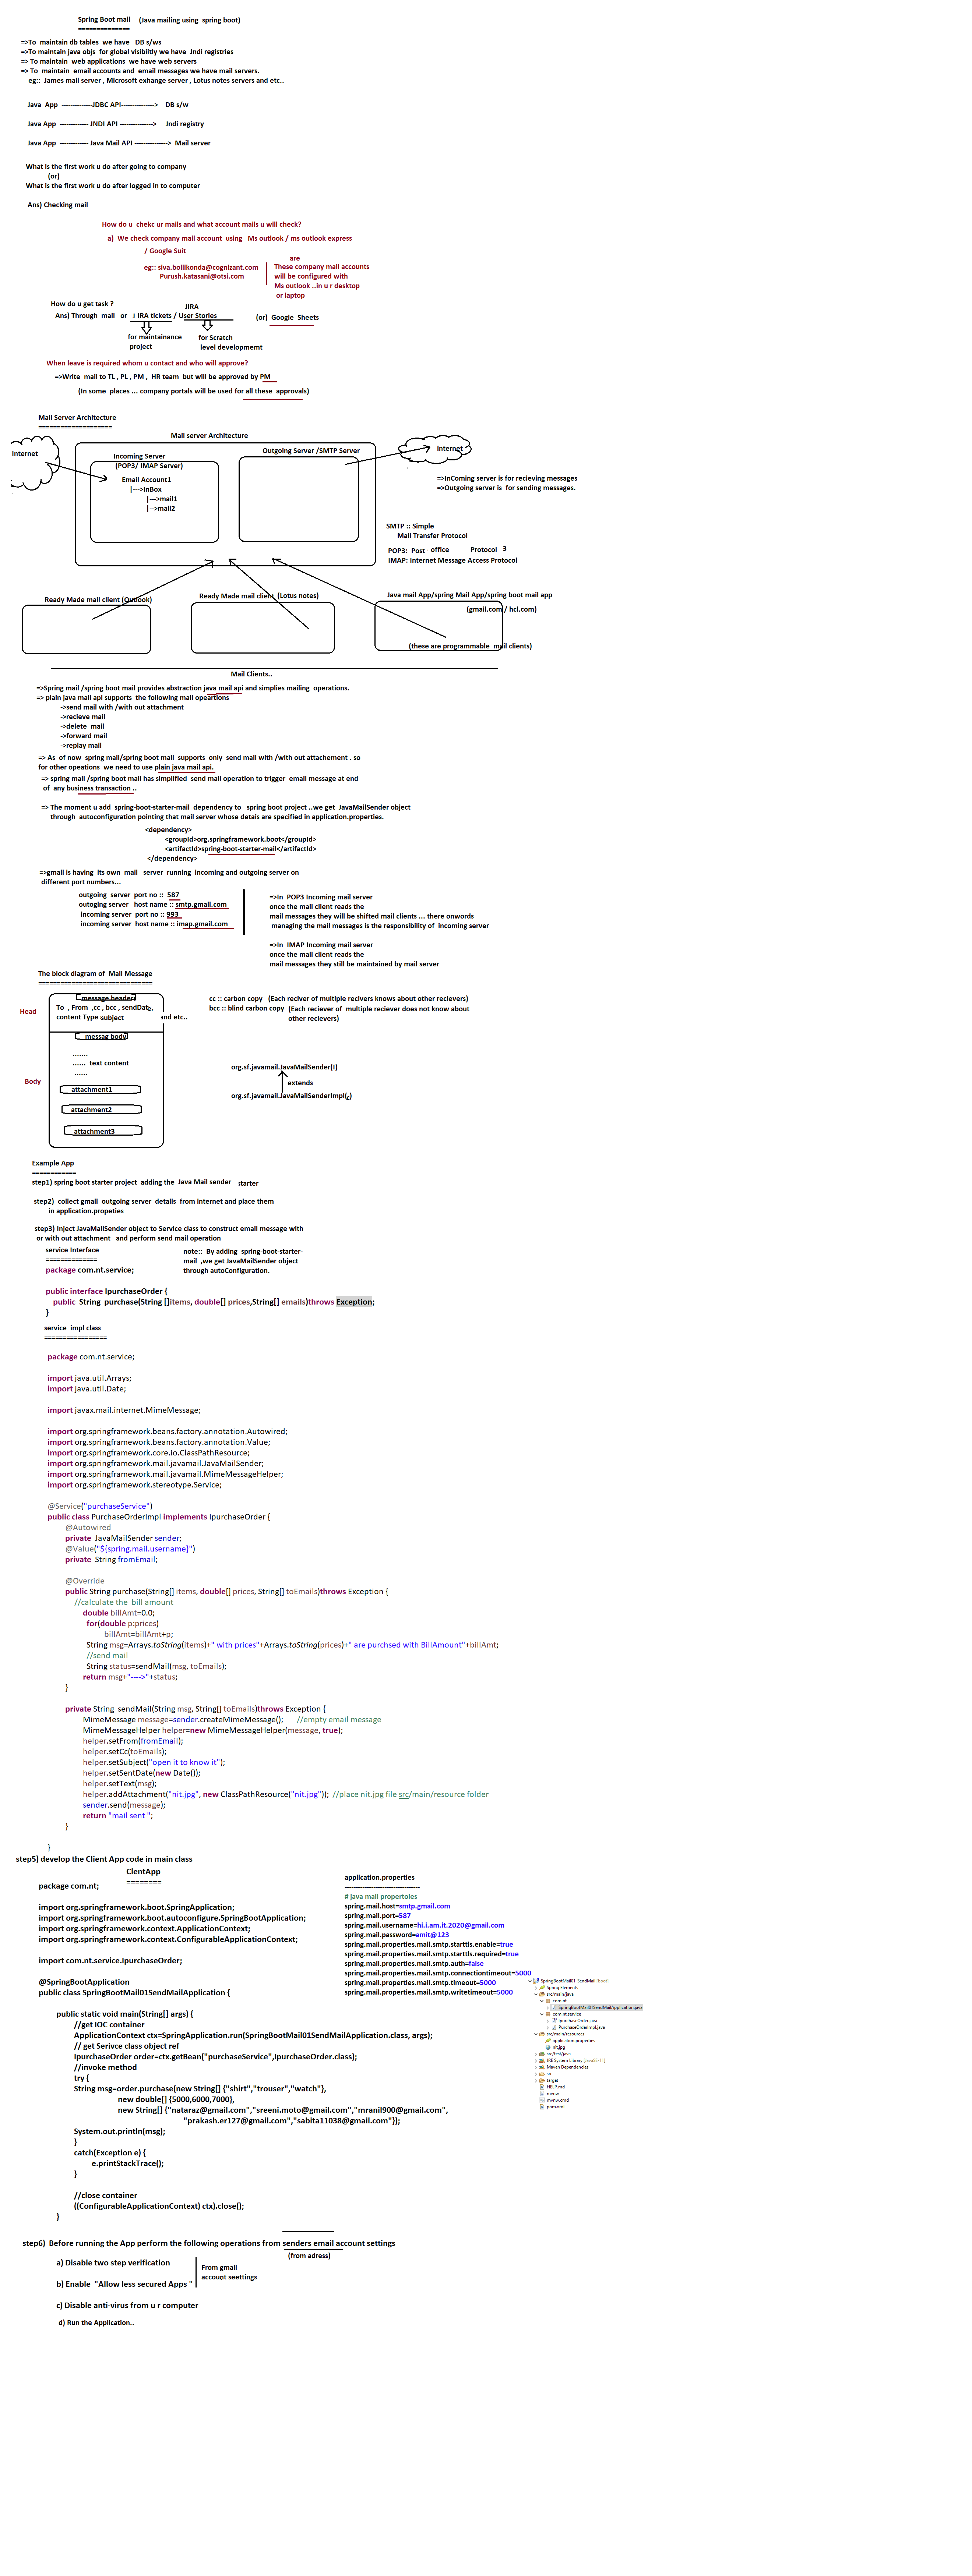 Spring Boot mail (Java mailing using spring boot)
==============
=>To maintain db tables we have DB s/ws
=>To maintain java objs for global visibiitly we have Jndi registries
=> To maintain web applications we have web servers
=> To maintain email accounts and email messages we have mail servers.
eg:: James mail server , Microsoft exhange server , Lotus notes servers and etc..
Java App --------------JDBC API---------------> DB s/w
Java App ------------- JNDI API ---------------> Jndi registry
Java App ------------- Java Mail API ---------------> Mail server
What is the first work u do after going to company
(or)
What is the first work u do after logged in to computer
Ans) Checking mail
How do u chekc ur mails and what account mails u will check?
a) We check company mail account using Ms outlook / ms outlook express
/ Google Suit
are
eg:: siva.bollikonda@cognizant.com
Purush.katasani@otsi.com
These company mail accounts
will be configured with
Ms outlook ..in u r desktop
or laptop
How do u get task ?
JIRA
Ans) Through mail or J IRA tickets / User Stories (or) Google Sheets
for maintainance
project
for Scratch
level developmemt
When leave is required whom u contact and who will approve?
=>Write mail to TL , PL , PM , HR team but will be approved by PM
(In some places ... company portals will be used for all these approvals)
Mail Server Architecture
====================
Mail server Architecture
Internet
Incoming Server
(POP3/ IMAP Server)
Email Account1
|--->InBox
|--->mail1
|-->mail2
Outgoing Server /SMTP Server
internet
=>InComing server is for recieving messages
=>Outgoing server is for sending messages.
SMTP :: Simple
Mail Transfer Protocol
POP3: Post office Protocol 3
IMAP: Internet Message Access Protocol
Ready Made mail client (Outlook)
Ready Made mail client (Lotus notes)
Java mail App/spring Mail App/spring boot mail app
(gmail.com / hcl.com)
(these are programmable mail clients)
Mail Clients..
=>Spring mail /spring boot mail provides abstraction java mail api and simplies mailing operations.
=> plain java mail api supports the following mail opeartions
->send mail with /with out attachment
->recieve mail
->delete mail
->forward mail
->replay mail
=> As of now spring mail/spring boot mail supports only send mail with /with out attachement . so
for other opeations we need to use plain java mail api.
=> spring mail /spring boot mail has simplified send mail operation to trigger email message at end
of any business transaction ..
=> The moment u add spring-boot-starter-mail dependency to spring boot project ..we get JavaMailSender object
through autoconfiguration pointing that mail server whose detais are specified in application.properties.
<dependency>
<groupId>org.springframework.boot</groupId>
<artifactId>spring-boot-starter-mail</artifactId>
</dependency>
=>gmail is having its own mail server running incoming and outgoing server on
different port numbers...
outgoing server port no :: 587
outoging server host name :: smtp.gmail.com
incoming server port no :: 993
incoming server host name :: imap.gmail.com
=>In POP3 Incoming mail server
once the mail client reads the
mail messages they will be shifted mail clients ... there onwords
managing the mail messages is the responsibility of incoming server
=>In IMAP Incoming mail server
once the mail client reads the
mail messages they still be maintained by mail server
The block diagram of Mail Message
===============================
Head
message headers
To , From ,cc , bcc , sendDate,
content Type subject and etc..
cc :: carbon copy (Each reciver of multiple recivers knows about other recievers)
bcc :: blind carbon copy (Each reciever of multiple reciever does not know about
other recievers)
messag body
.......
...... text content
......
Body
attachment1
attachment2
attachment3
org.sf.javamail.JavaMailSender(I)
extends
org.sf.javamail.JavaMailSenderImpl(c)
Example App
============
step1) spring boot starter project adding the Java Mail sender starter
step2) collect gmail outgoing server details from internet and place them
in application.propeties
step3) Inject JavaMailSender object to Service class to construct email message with
or with out attachment and perform send mail operation
service Interface
==============
note:: By adding spring-boot-starter-
mail ,we get JavaMailSender object
through autoConfiguration.
package com.nt.service;
public interface IpurchaseOrder {
public String purchase(String []items, double[] prices,String[] emails)throws Exception;
}
service impl class
=================
package com.nt.service;
import java.util.Arrays;
import java.util.Date;
import javax.mail.internet.MimeMessage;
import org.springframework.beans.factory.annotation.Autowired;
import org.springframework.beans.factory.annotation.Value;
import org.springframework.core.io.ClassPathResource;
import org.springframework.mail.javamail.JavaMailSender;
import org.springframework.mail.javamail.MimeMessageHelper;
import org.springframework.stereotype.Service;
@Service("purchaseService")
public class PurchaseOrderImpl implements IpurchaseOrder {
@Autowired
private JavaMailSender sender;
@Value("${spring.mail.username}")
private String fromEmail;
@Override
public String purchase(String[] items, double[] prices, String[] toEmails)throws Exception {
//calculate the bill amount
double billAmt=0.0;
for(double p:prices)
billAmt=billAmt+p;
String msg=Arrays.toString(items)+" with prices"+Arrays.toString(prices)+" are purchsed with BillAmount"+billAmt;
//send mail
String status=sendMail(msg, toEmails);
return msg+"---->"+status;
}
private String sendMail(String msg, String[] toEmails)throws Exception {
MimeMessage message=sender.createMimeMessage(); //empty email message
MimeMessageHelper helper=new MimeMessageHelper(message, true);
helper.setFrom(fromEmail);
helper.setCc(toEmails);
helper.setSubject("open it to know it");
helper.setSentDate(new Date());
helper.setText(msg);
helper.addAttachment("nit.jpg", new ClassPathResource("nit.jpg")); //place nit.jpg file src/main/resource folder
sender.send(message);
return "mail sent ";
}
}
step5) develop the Client App code in main class
ClentApp
========
package com.nt;
import org.springframework.boot.SpringApplication;
import org.springframework.boot.autoconfigure.SpringBootApplication;
import org.springframework.context.ApplicationContext;
import org.springframework.context.ConfigurableApplicationContext;
import com.nt.service.IpurchaseOrder;
@SpringBootApplication
public class SpringBootMail01SendMailApplication {
public static void main(String[] args) {
//get IOC container
ApplicationContext ctx=SpringApplication.run(SpringBootMail01SendMailApplication.class, args);
// get Serivce class object ref
IpurchaseOrder order=ctx.getBean("purchaseService",IpurchaseOrder.class);
//invoke method
try {
String msg=order.purchase(new String[] {"shirt","trouser","watch"},
new double[] {5000,6000,7000},
new String[] {"nataraz@gmail.com","sreeni.moto@gmail.com","mranil900@gmail.com",
"prakash.er127@gmail.com","sabita11038@gmail.com"});
System.out.println(msg);
}
catch(Exception e) {
e.printStackTrace();
}
//close container
((ConfigurableApplicationContext) ctx).close();
}
application.properties
----------------------------------
# java mail propertoies
spring.mail.host=smtp.gmail.com
spring.mail.port=587
spring.mail.username=hi.i.am.it.2020@gmail.com
spring.mail.password=amit@123
spring.mail.properties.mail.smtp.starttls.enable=true
spring.mail.properties.mail.smtp.starttls.required=true
spring.mail.properties.mail.smtp.auth=false
spring.mail.properties.mail.smtp.connectiontimeout=5000
spring.mail.properties.mail.smtp.timeout=5000
spring.mail.properties.mail.smtp.writetimeout=5000
SpringBootMail01-SendMail [boot]
Spring Elements
src/main/java
com.nt
SpringBootMail01SendMailApplication.java
com.nt.service
IpurchaseOrder.java
PurchaseOrderImpl.java
src/main/resources
application.properties
nit.jpg
src/test/java
JRE System Library [JavaSE-11]
Maven Dependencies
src
target
HELP.md
mvnw
mvnw.cmd
pom.xml
step6) Before running the App perform the following operations from senders email account settings
(from adress)
a) Disable two step verification
b) Enable "Allow less secured Apps "
From gmail
account seettings
c) Disable anti-virus from u r computer
d) Run the Application..